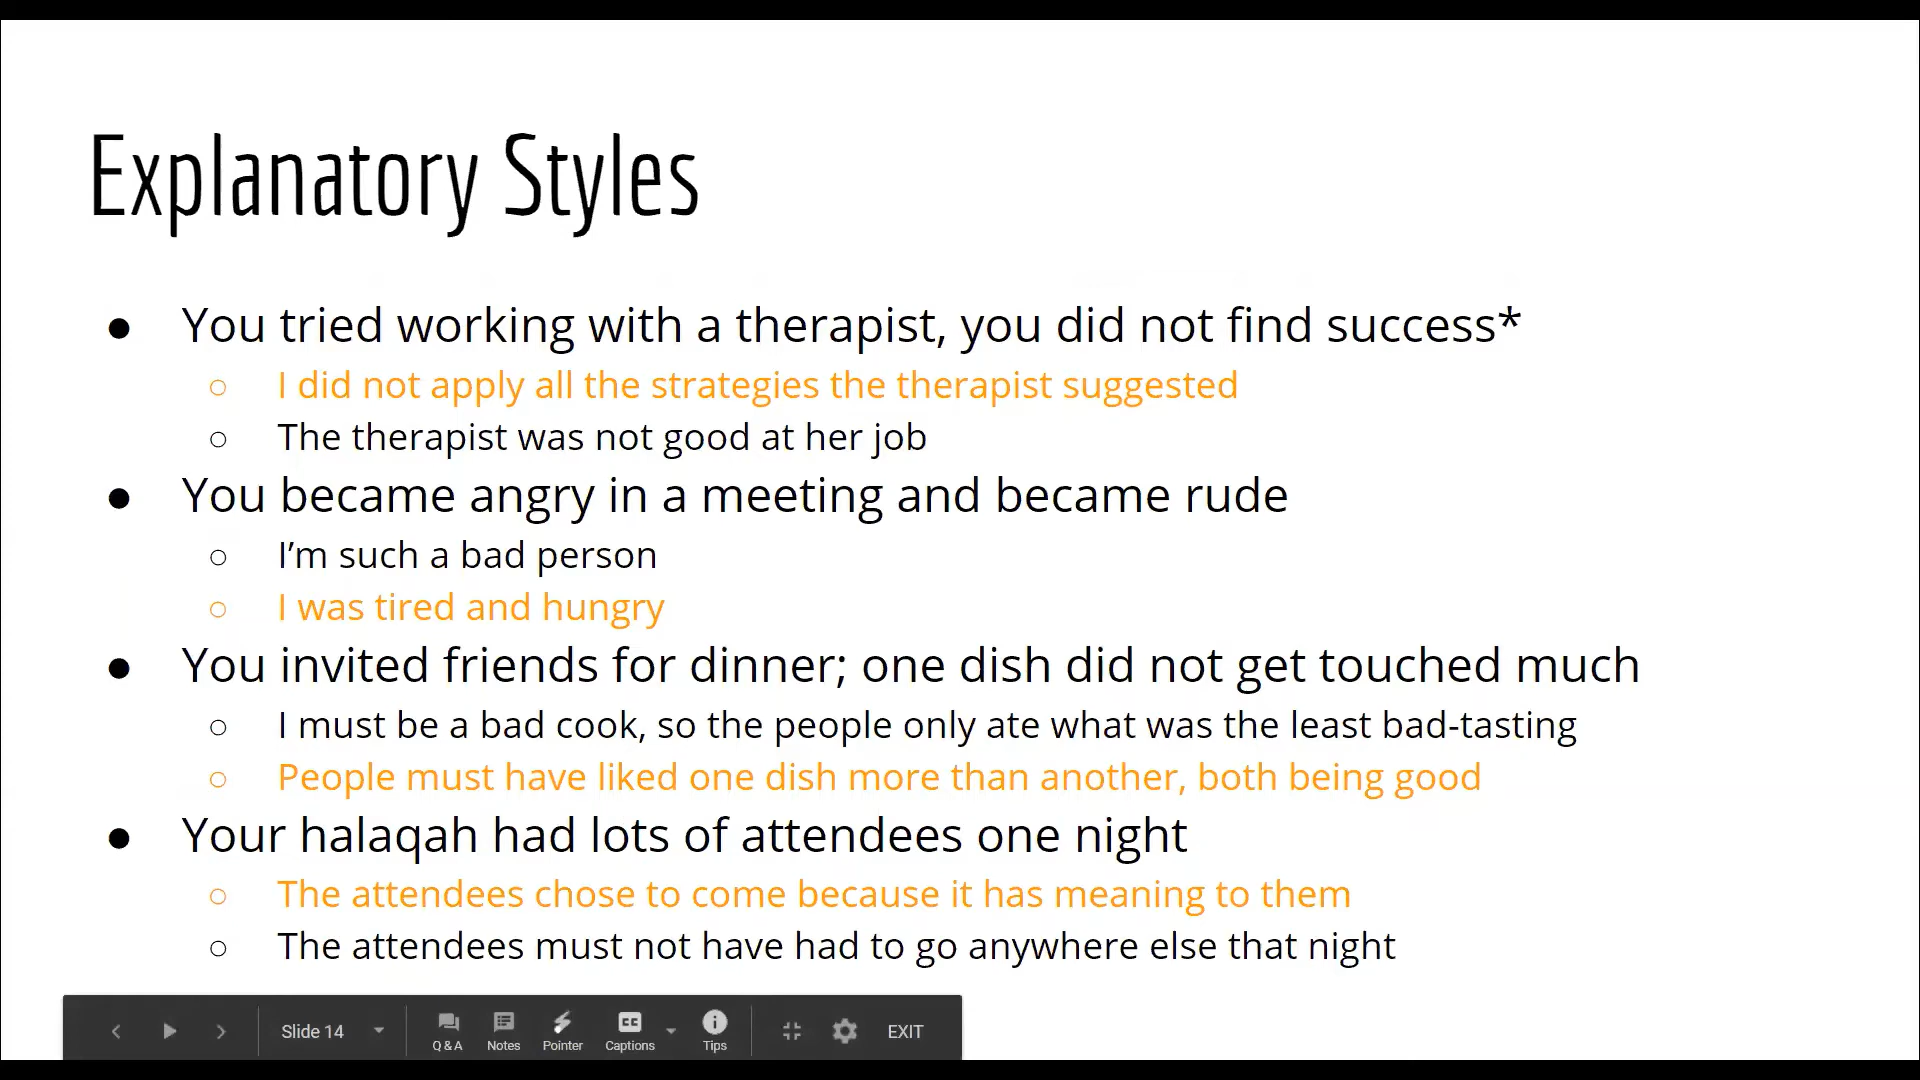 Explanatory Styles
● You tried working with a therapist, you did not find success*
○ I did not apply all the strategies the therapist suggested
○ The therapist was not good at her job
● You became angry in a meeting and became rude
○ I’m such a bad person
○ I was tired and hungry
● You invited friends for dinner; one dish did not get touched much
○ I must be a bad cook, so the people only ate what was the least bad-tasting
○ People must have liked one dish more than another, both being good
● Your halaqah had lots of attendees one night
○ The attendees chose to come because it has meaning to them
○ The attendees must not have had to go anywhere else that night
Slide 14 Q & A Notes Pointer CC Captions Tips EXIT